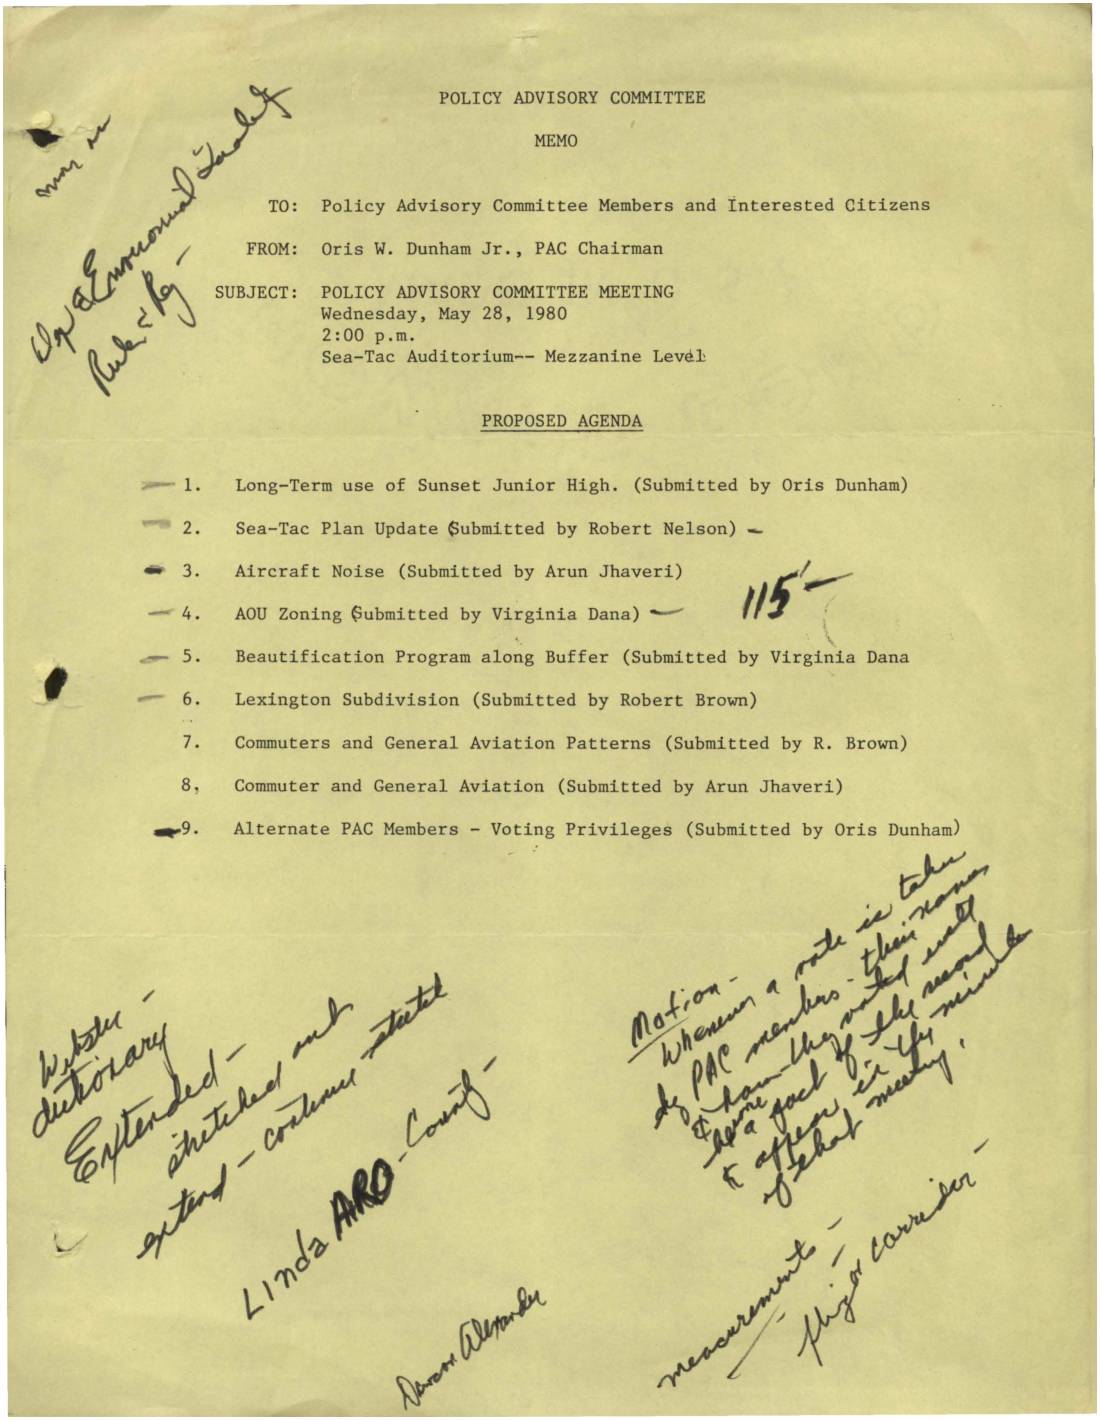 POLICY ADVISORY COMMITTEE
MEMO
TO: Policy Advisory Committee Members and Interested Citizens
FROM: Oris W. Dunham Jr., PAC Chairman
SUBJECT: POLICY ADVISORY COMMITTEE MEETING
Wednesday, May 28, 1980
2:00 p.m.
Sea-Tac Auditorium-- Mezzanine Level
PROPOSED AGENDA
1. Long-Term use of Sunset Junior High. (Submitted by Oris Dunham)
2. Sea-Tac Plan Update (Submitted by Robert Nelson) -
3. Aircraft Noise (Submitted by Arun Jhaveri)
115 -
4. AOU Zoning (Submitted by Virginia Dana) -
5. Beautification Program along Buffer (Submitted by Virginia Dana
6. Lexington Subdivision (Submitted by Robert Brown)
7. Commuters and General Aviation Patterns (Submitted by R. Brown)
8, Commuter and General Aviation (Submitted by Arun Jhaveri)
9. Alternate PAC Members - Voting Privileges (Submitted by Oris Dunham)
Webster -
dictionary
Extended -
stretched out
extend - continue - stretch
Linda ARO - County -
Alexander
Motion -
Whenever a vote is taken
by PAC members - their names
& how they voted
be a part of the record
& appear in the minutes
of that meeting.
measurements -
corridor -